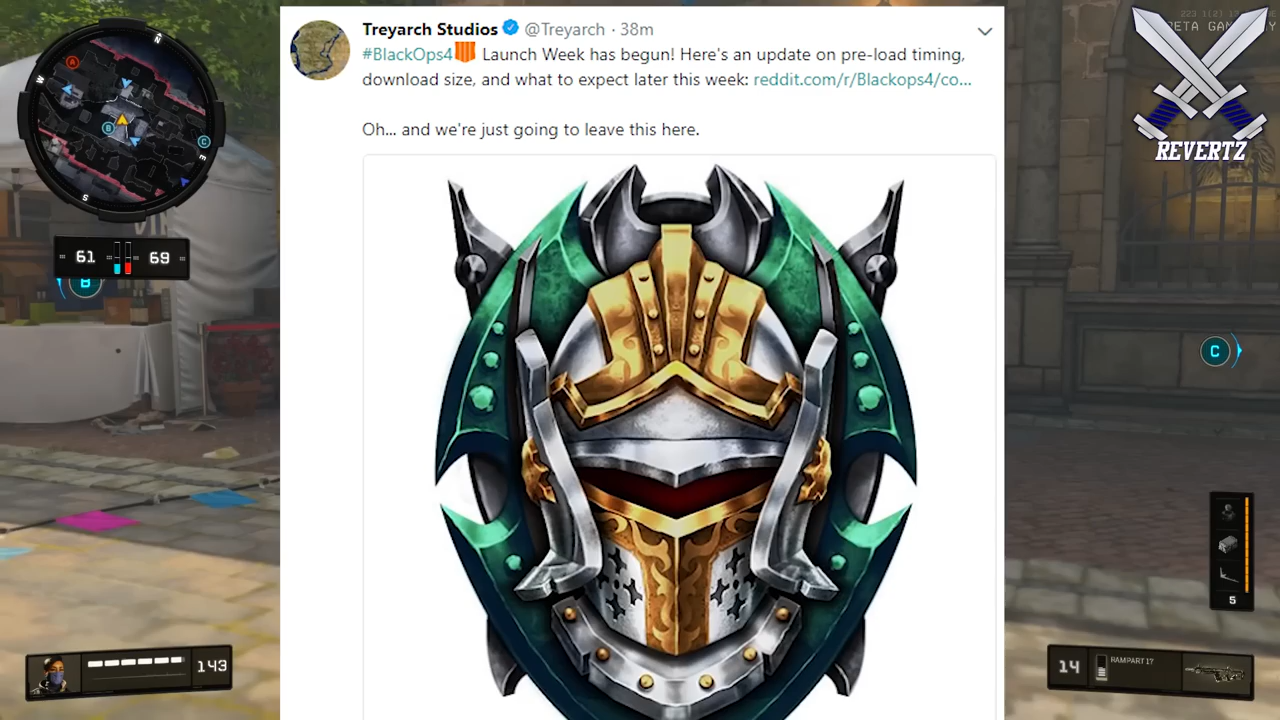 Treyarch Studios @Treyarch · 38m
#BlackOps4 Launch Week has begun! Here's an update on pre-load timing,
download size, and what to expect later this week: reddit.com/r/Blackops4/co...
Oh... and we're just going to leave this here.
REVERTZ
N
W
A
B
C
E
S
61
69
B
C
5
143
14
RAMPART 17